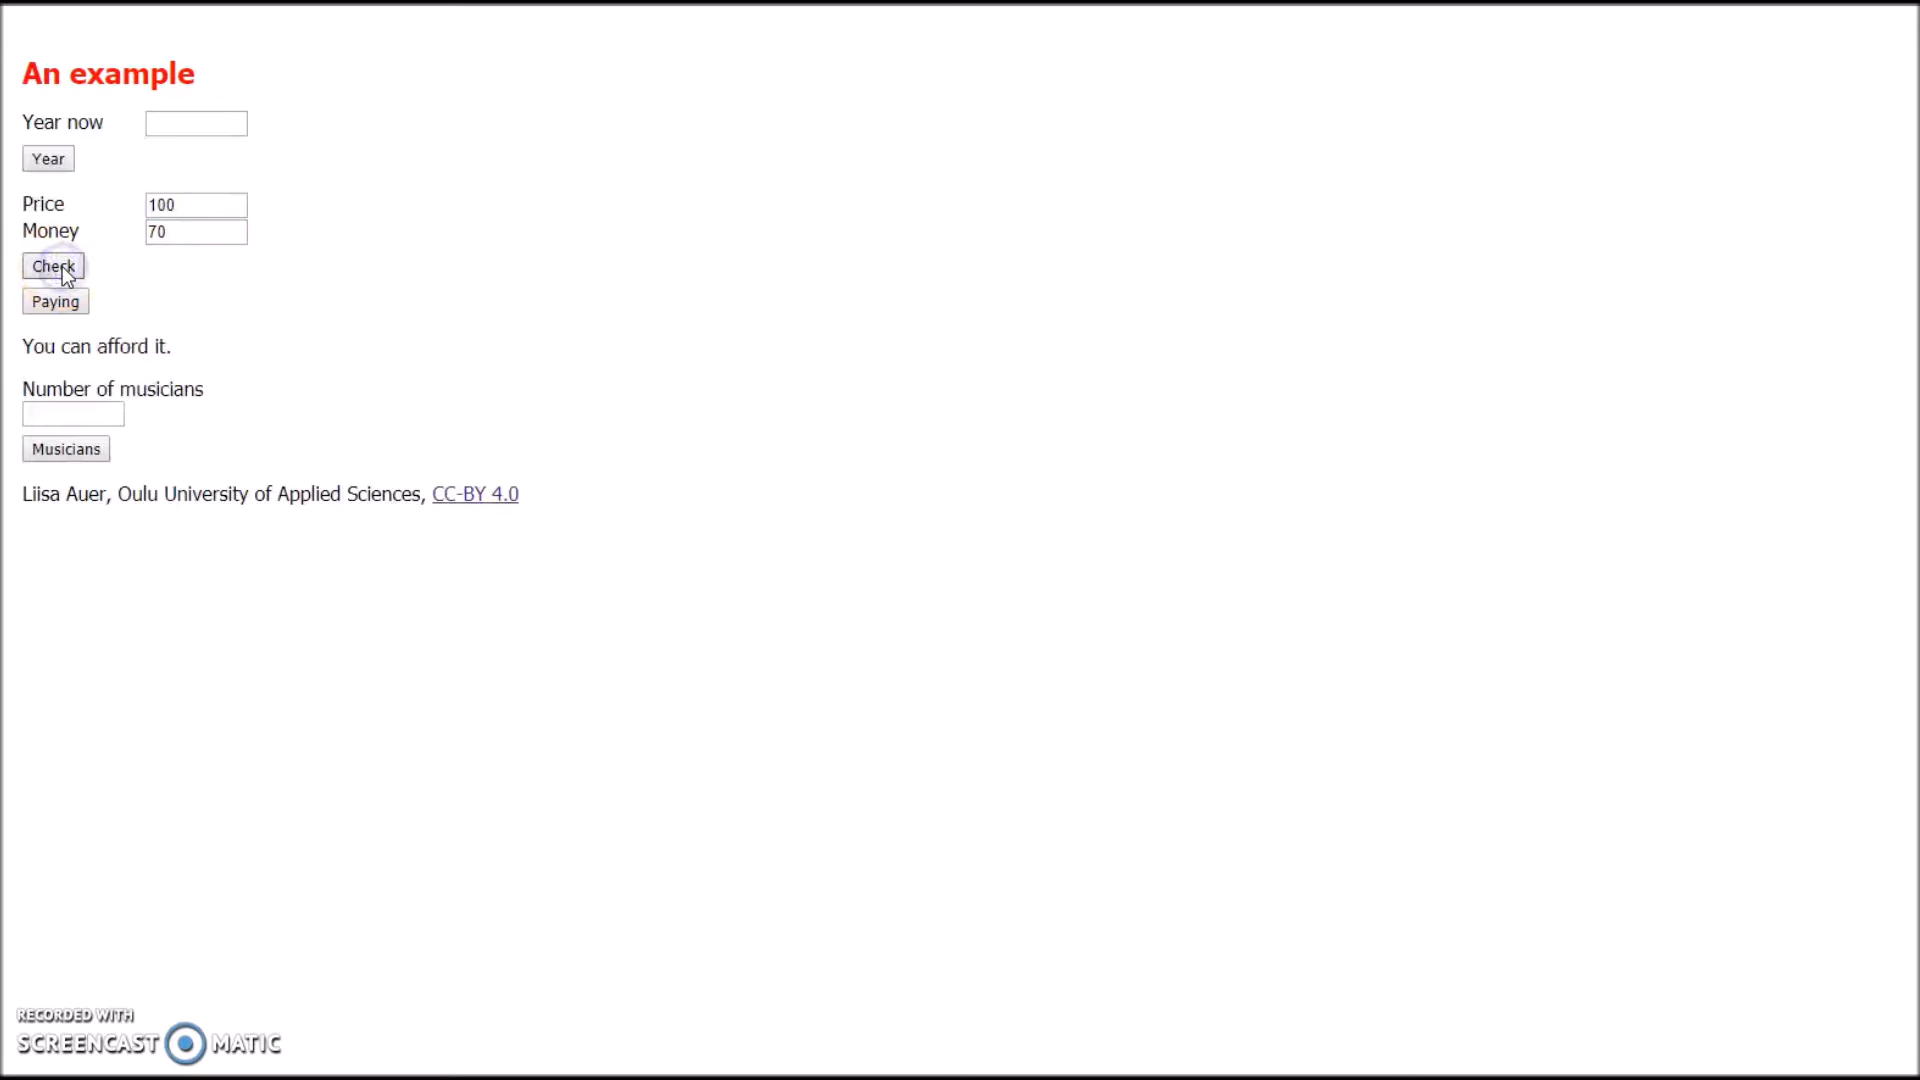 An example
Year now
Year
Price 100
Money 70
Check
Paying
You can afford it.
Number of musicians
Musicians
Liisa Auer, Oulu University of Applied Sciences, CC-BY 4.0
RECORDED WITH
SCREENCAST MATIC